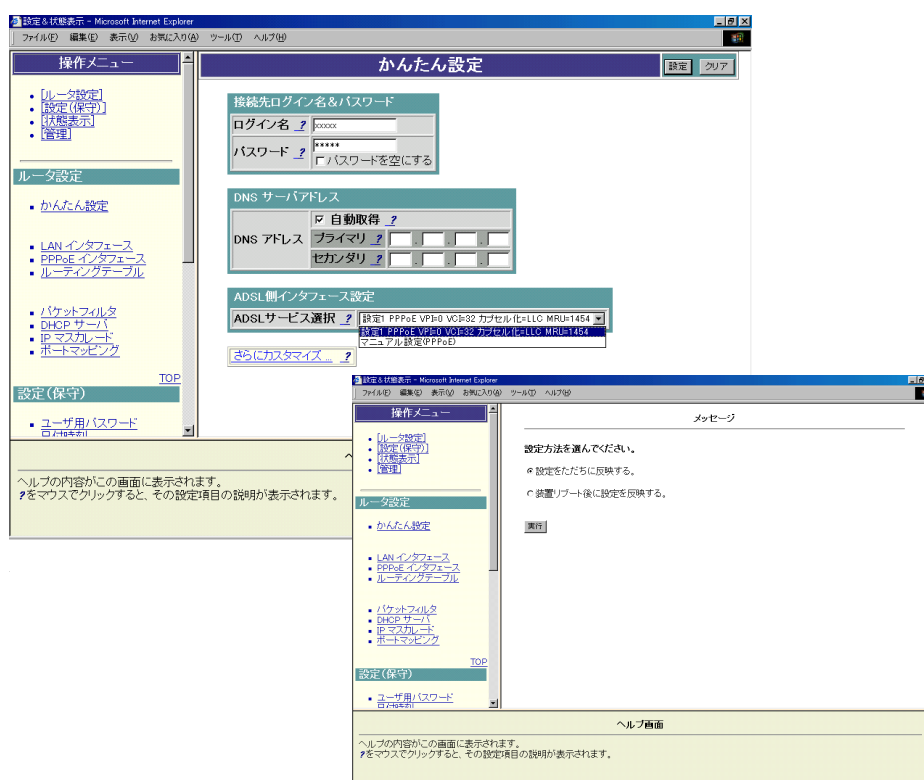 設定&状態表示 - Microsoft Internet Explorer
ファイル(F) 編集(E) 表示(V) お気に入り(A) ツール(T) ヘルプ(H)
操作メニュー
[ルータ設定]
[設定(保守)]
[状態表示]
[管理]
ルータ設定
かんたん設定
LAN インタフェース
PPPoE インタフェース
ルーティングテーブル
パケットフィルタ
DHCP サーバ
IP マスカレード
ポートマッピング
TOP
設定(保守)
ユーザ用パスワード
日付時刻
かんたん設定
設定 クリア
接続先ログイン名&パスワード
ログイン名 ? xxxxx
パスワード ? *****
パスワードを空にする
DNS サーバアドレス
DNS アドレス
自動取得 ?
プライマリ ? . . .
セカンダリ ? . . .
ADSL側インタフェース設定
ADSLサービス選択 ? 設定1 PPPoE VPI=0 VCI=32 カプセル化=LLC MRU=1454
設定1 PPPoE VPI=0 VCI=32 カプセル化=LLC MRU=1454
マニュアル設定(PPPoE)
さらにカスタマイズ ... ?
ヘルプの内容がこの画面に表示されます。
?をマウスでクリックすると、その設定項目の説明が表示されます。
設定&状態表示 - Microsoft Internet Explorer
ファイル(F) 編集(E) 表示(V) お気に入り(A) ツール(T) ヘルプ(H)
操作メニュー
[ルータ設定]
[設定(保守)]
[状態表示]
[管理]
ルータ設定
かんたん設定
LAN インタフェース
PPPoE インタフェース
ルーティングテーブル
パケットフィルタ
DHCP サーバ
IP マスカレード
ポートマッピング
TOP
設定(保守)
ユーザ用パスワード
日付時刻
メッセージ
設定方法を選んでください。
設定をただちに反映する。
装置リブート後に設定を反映する。
実行
ヘルプ画面
ヘルプの内容がこの画面に表示されます。
?をマウスでクリックすると、その設定項目の説明が表示されます。